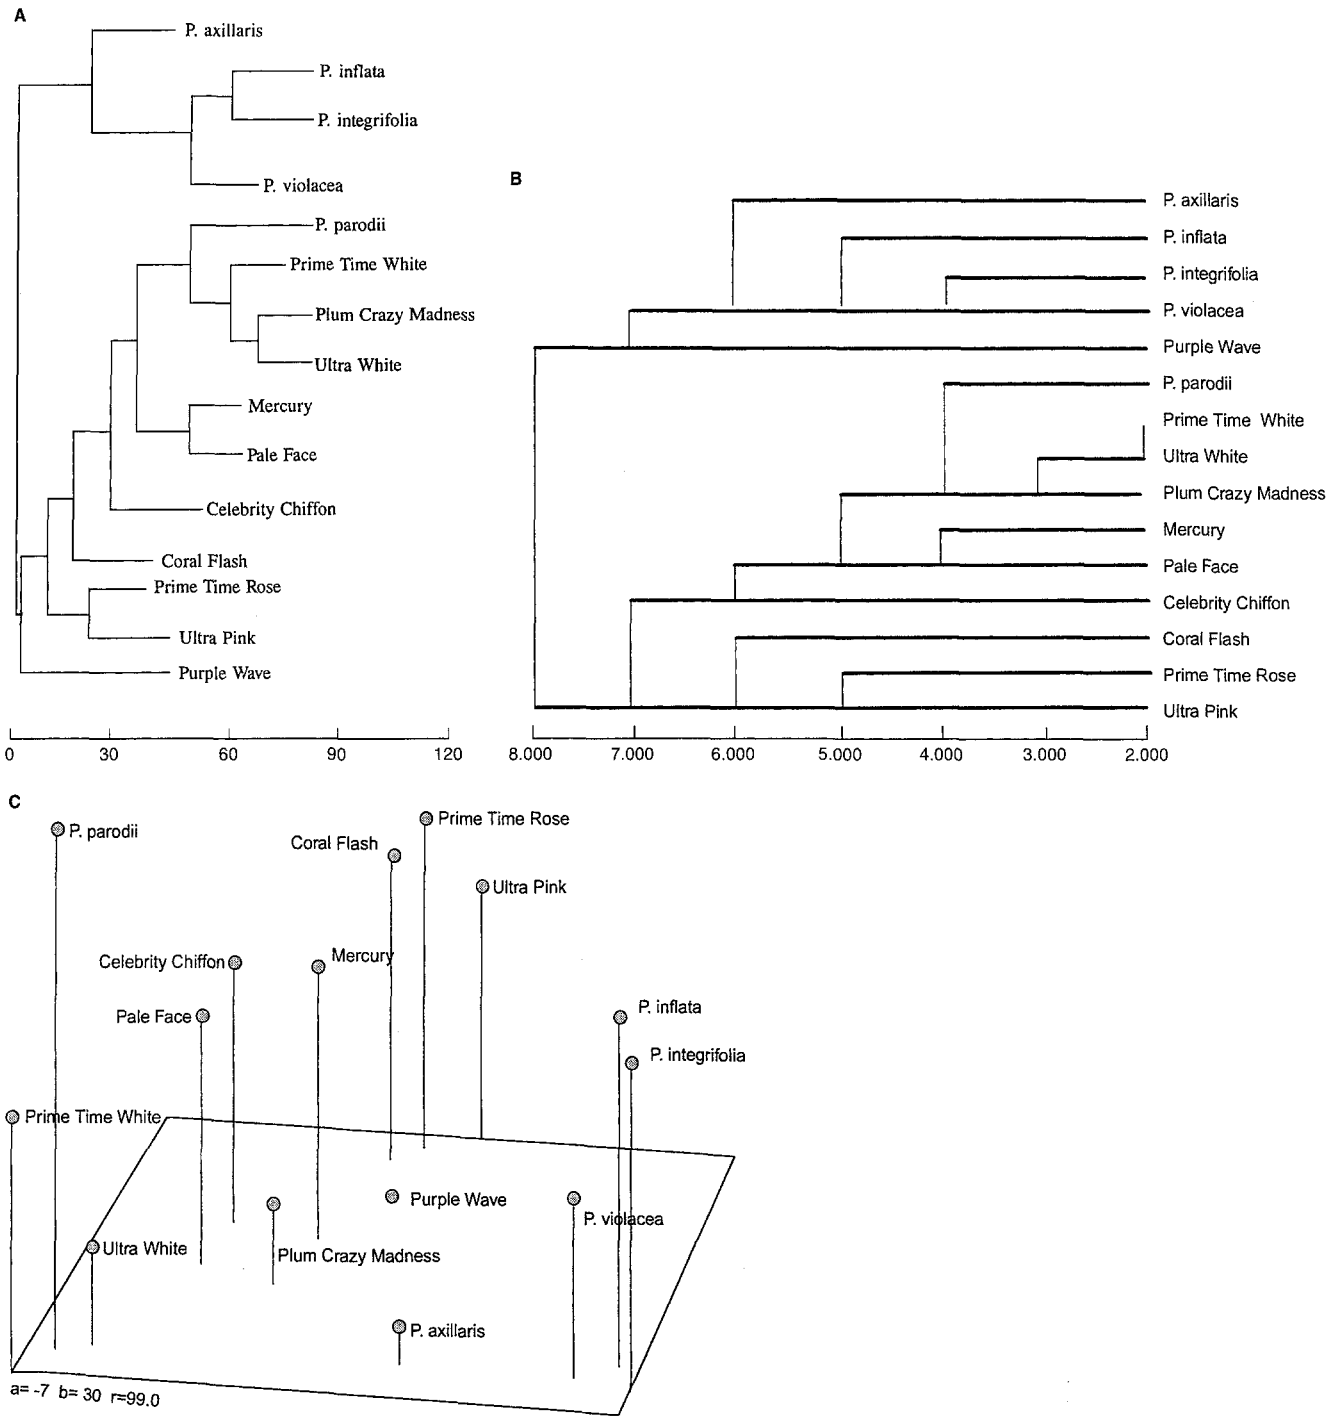 A
P. axillaris
P. inflata
P. integrifolia
P. violacea
P. parodii
Prime Time White
Plum Crazy Madness
Ultra White
Mercury
Pale Face
Celebrity Chiffon
Coral Flash
Prime Time Rose
Ultra Pink
Purple Wave
0 30 60 90 120
B
P. axillaris
P. inflata
P. integrifolia
P. violacea
Purple Wave
P. parodii
Prime Time White
Ultra White
Plum Crazy Madness
Mercury
Pale Face
Celebrity Chiffon
Coral Flash
Prime Time Rose
Ultra Pink
8.000 7.000 6.000 5.000 4.000 3.000 2.000
C
P. parodii
Prime Time Rose
Coral Flash
Ultra Pink
Celebrity Chiffon
Mercury
P. inflata
Pale Face
P. integrifolia
Prime Time White
Purple Wave
P. violacea
Ultra White
Plum Crazy Madness
P. axillaris
a= -7 b= 30 r=99.0